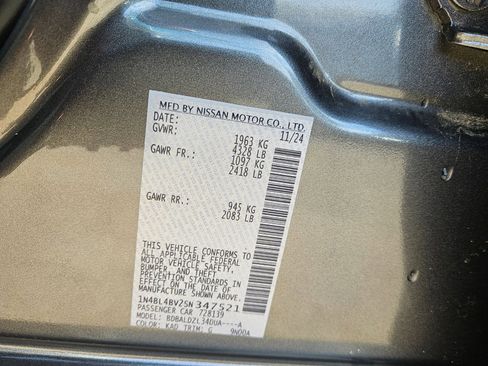 MFD BY NISSAN MOTOR CO., LTD.
DATE: 11/24
GVWR: 1963 KG
4328 LB
GAWR FR.: 1097 KG
2418 LB
GAWR RR.: 945 KG
2083 LB
THIS VEHICLE CONFORMS TO
ALL APPLICABLE FEDERAL
MOTOR VEHICLE SAFETY,
BUMPER, AND THEFT
PREVENTION STANDARDS IN
EFFECT ON THE DATE OF
MANUFACTURE SHOWN ABOVE.
1N4BL4BV2SN347521
PASSENGER CAR 728139
MODEL: BDBALDZL34DUA----A
COLOR: KAD TRIM: G